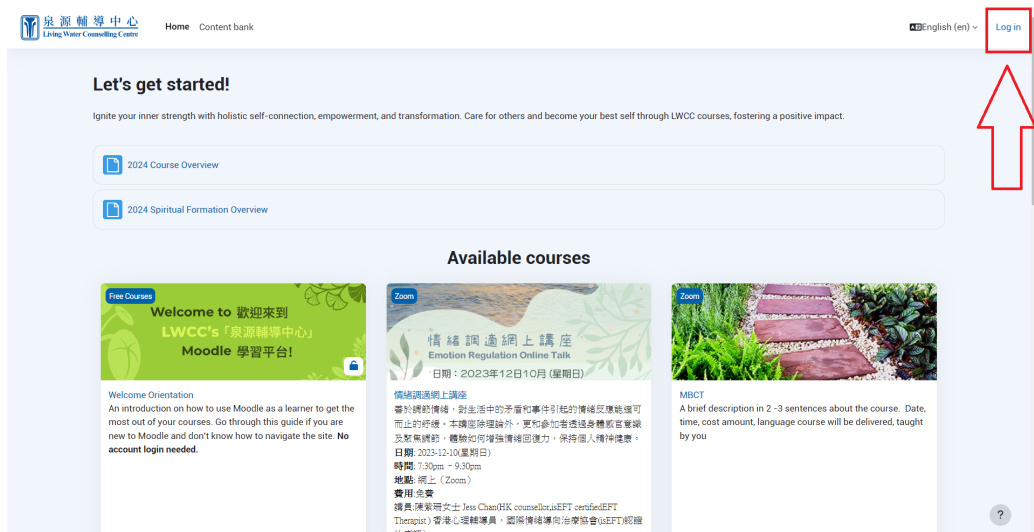 泉源輔導中心
Living Water Counselling Centre
Home Content bank
English (en)
Log in
Let's get started!
Ignite your inner strength with holistic self-connection, empowerment, and transformation. Care for others and become your best self through LWCC courses, fostering a positive impact.
2024 Course Overview
2024 Spiritual Formation Overview
Available courses
Free Courses
Welcome to 歡迎來到
LWCC's「泉源輔導中心」
Moodle 學習平台!
Welcome Orientation
An introduction on how to use Moodle as a learner to get the
most out of your courses. Go through this guide if you are
new to Moodle and don't know how to navigate the site. No
account login needed.
Zoom
情緒調適網上講座
Emotion Regulation Online Talk
日期：2023年12日10月 (星期日)
情緒調適網上講座
善於調節情緒，對生活中的矛盾和事件引起的情緒反應能適可
而止的紓緩。本講座除理論外，更和參加者透過身體感官意識
及聚焦調節，體驗如何增強情緒回復力，保持個人精神健康。
日期: 2023-12-10(星期日)
時間: 7:30pm - 9:30pm
地點: 網上（Zoom）
費用:免費
講員:陳紫珊女士 Jess Chan(HK counsellor,isEFT certifiedEFT
Therapist ) 香港心理輔導員，國際情緒導向治療協會(isEFT)認證
Zoom
MBCT
A brief description in 2 -3 sentences about the course. Date,
time, cost amount, language course will be delivered, taught
by you
?